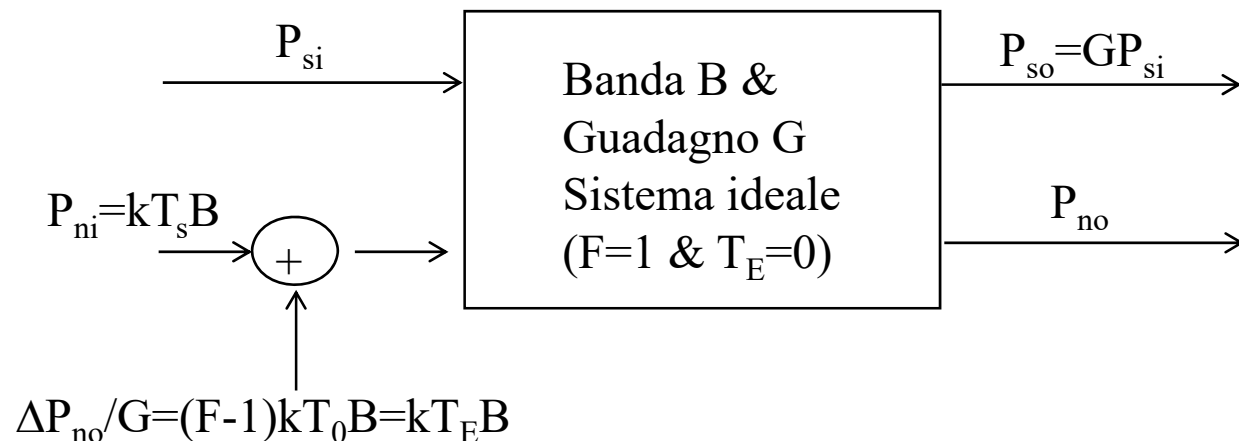 P_si
P_so=GP_si
Banda B &
Guadagno G
Sistema ideale
(F=1 & T_E=0)
P_ni=kT_sB
+
P_no
ΔP_no/G=(F-1)kT_0B=kT_EB